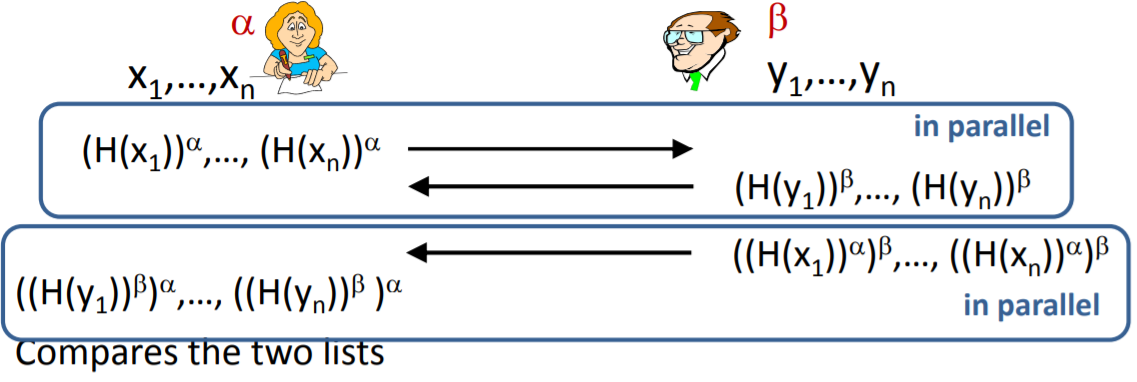 α β
x₁,...,xₙ y₁,...,yₙ
in parallel
(H(x₁))^α,..., (H(xₙ))^α
(H(y₁))^β,..., (H(yₙ))^β
((H(x₁))^α)^β,..., ((H(xₙ))^α)^β
((H(y₁))^β)^α,..., ((H(yₙ))^β )^α
in parallel
Compares the two lists